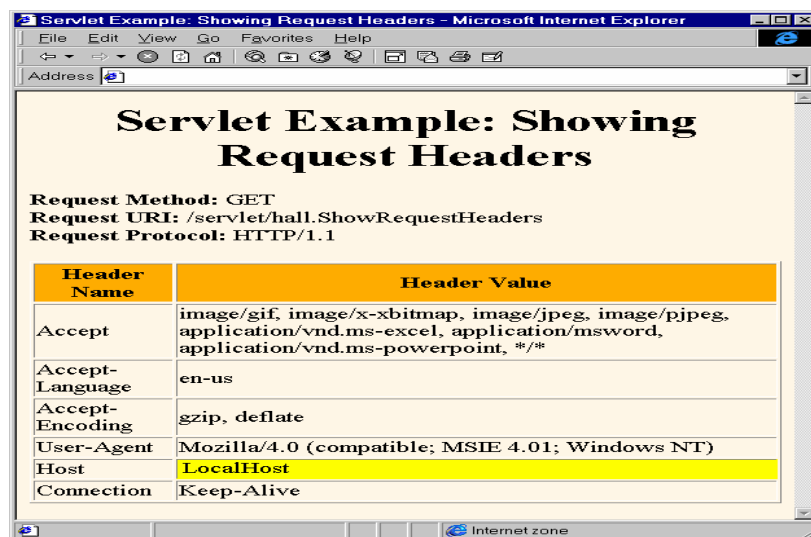 Servlet Example: Showing Request Headers - Microsoft Internet Explorer
File Edit View Go Favorites Help
Address
Servlet Example: Showing
Request Headers
Request Method: GET
Request URI: /servlet/hall.ShowRequestHeaders
Request Protocol: HTTP/1.1
Header
Name
Header Value
Accept
image/gif, image/x-xbitmap, image/jpeg, image/pjpeg,
application/vnd.ms-excel, application/msword,
application/vnd.ms-powerpoint, */*
Accept-
Language
en-us
Accept-
Encoding
gzip, deflate
User-Agent
Mozilla/4.0 (compatible; MSIE 4.01; Windows NT)
Host
LocalHost
Connection
Keep-Alive
Internet zone